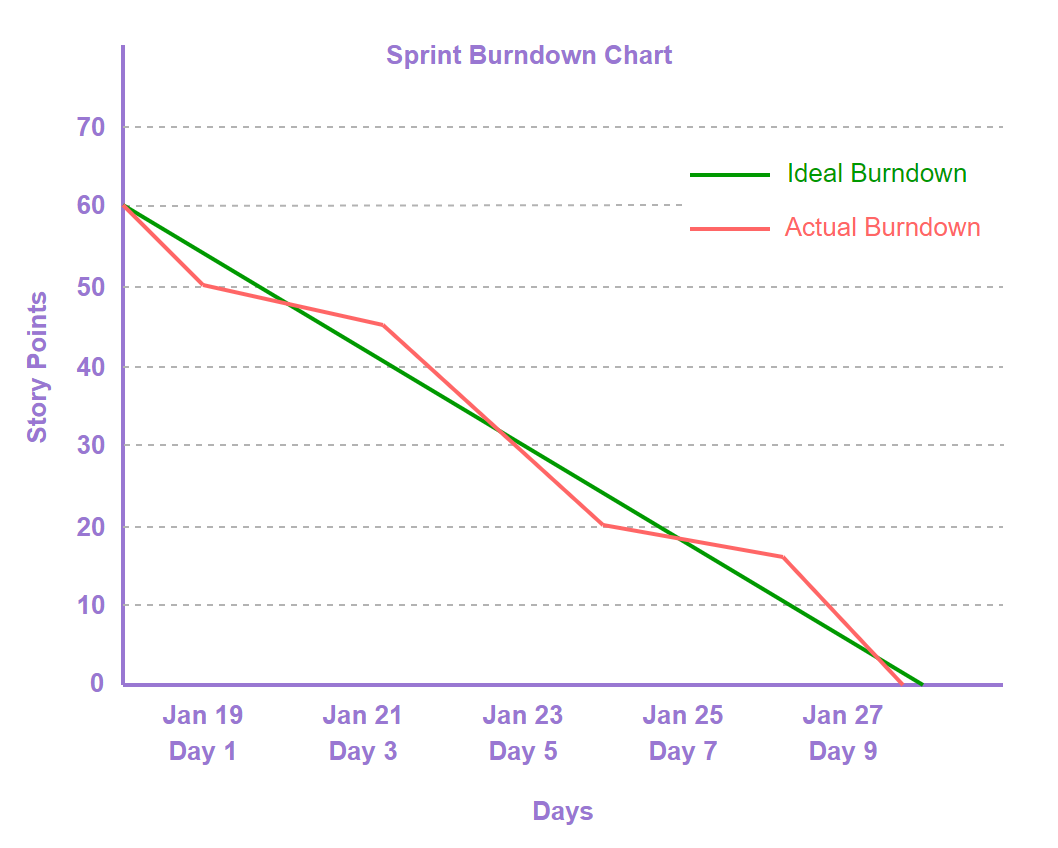 Sprint Burndown Chart
70
Ideal Burndown
60
Actual Burndown
50
Story Points
40
30
20
10
0
Jan 19 Jan 21 Jan 23 Jan 25 Jan 27
Day 1 Day 3 Day 5 Day 7 Day 9
Days